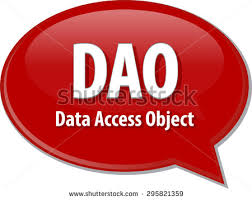 DAO
Data Access Object
shutterstock
www.shutterstock.com · 295821359